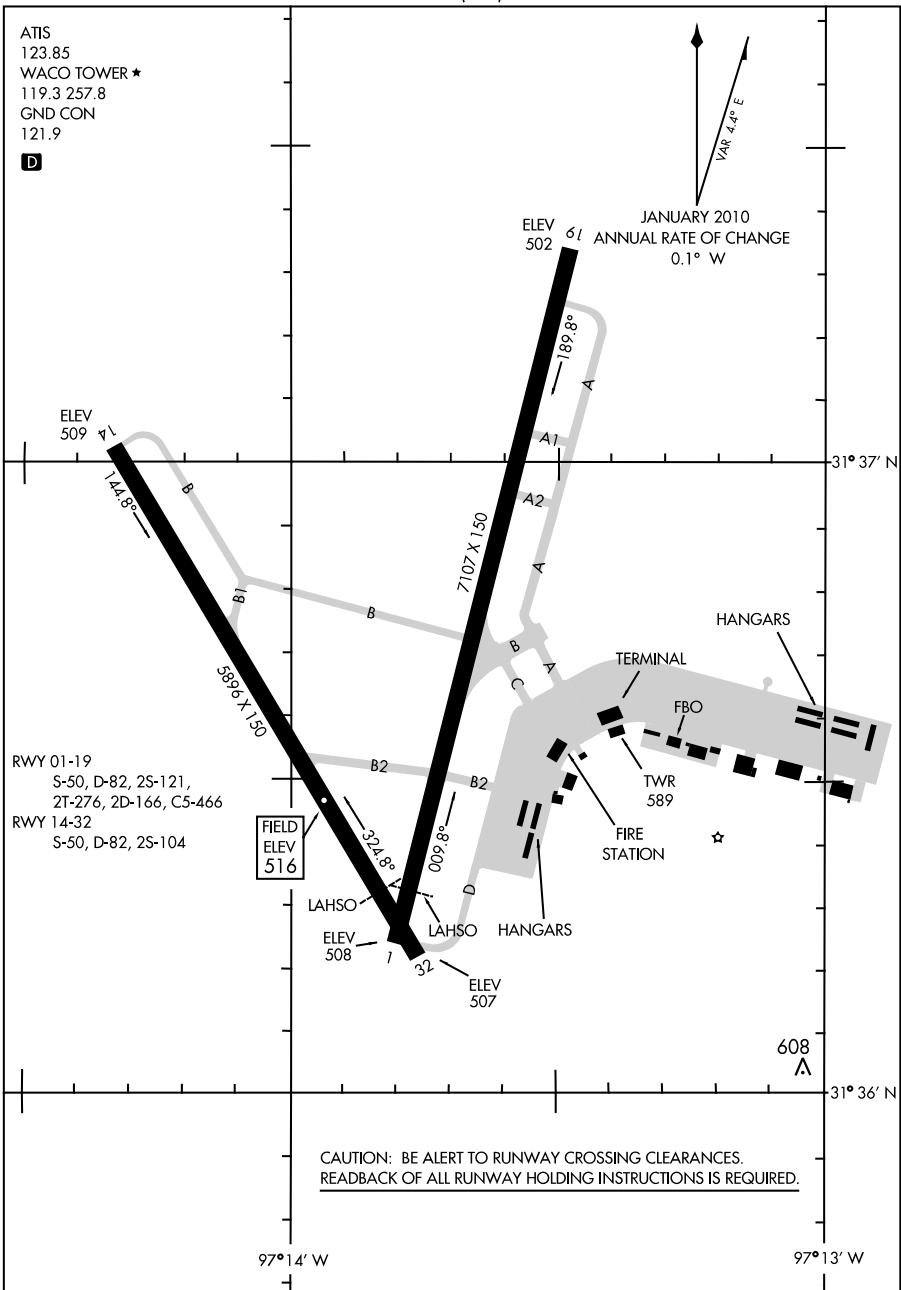 ATIS
123.85
WACO TOWER ★
119.3 257.8
GND CON
121.9
D
VAR 4.4° E
JANUARY 2010
ANNUAL RATE OF CHANGE
0.1° W
ELEV
502
19
189.8°
A
A1
ELEV
509
14
144.8°
B
31° 37' N
A2
7107 X 150
A
B1
B
B
A
C
HANGARS
TERMINAL
FBO
5896 X 150
B2
B2
TWR
589
RWY 01-19
S-50, D-82, 2S-121,
2T-276, 2D-166, C5-466
RWY 14-32
S-50, D-82, 2S-104
FIELD
ELEV
516
324.8°
009.8°
FIRE
STATION
D
LAHSO
LAHSO
HANGARS
ELEV
508
1
32
ELEV
507
608
31° 36' N
CAUTION: BE ALERT TO RUNWAY CROSSING CLEARANCES.
READBACK OF ALL RUNWAY HOLDING INSTRUCTIONS IS REQUIRED.
97° 14' W
97° 13' W